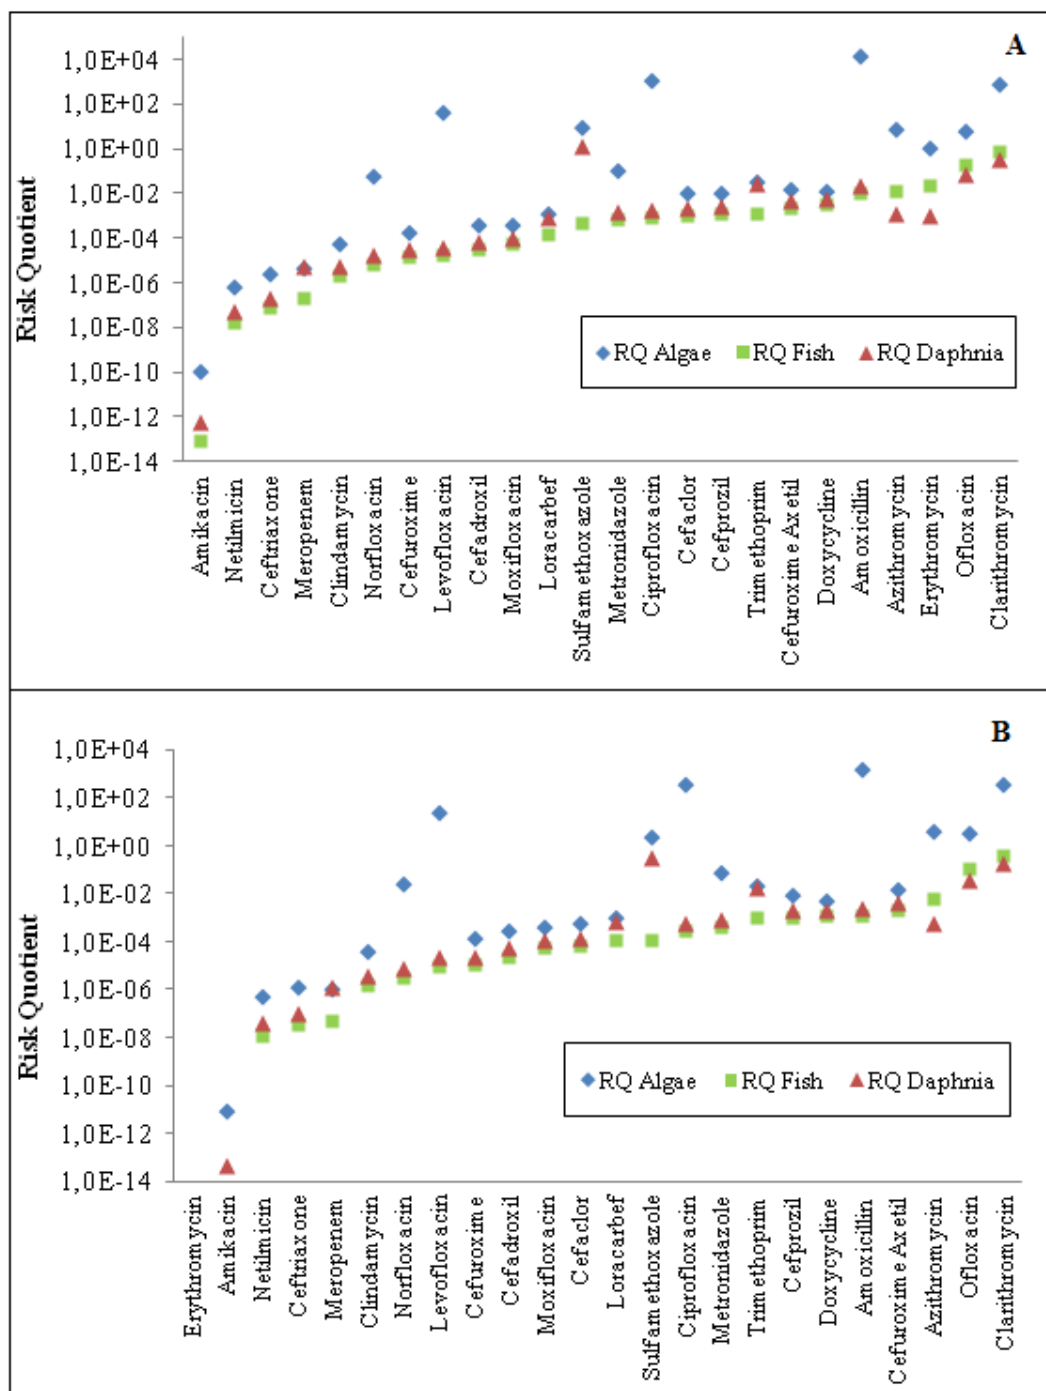 A
Risk Quotient
1,0E+04
1,0E+02
1,0E+00
1,0E-02
1,0E-04
1,0E-06
1,0E-08
1,0E-10
1,0E-12
1,0E-14
RQ Algae RQ Fish RQ Daphnia
Amikacin
Netilmicin
Ceftriaxone
Meropenem
Clindamycin
Norfloxacin
Cefuroxime
Levofloxacin
Cefadroxil
Moxifloxacin
Loracarbef
Sulfamethoxazole
Metronidazole
Ciprofloxacin
Cefaclor
Cefprozil
Trimethoprim
Cefuroxime Axetil
Doxycycline
Amoxicillin
Azithromycin
Erythromycin
Ofloxacin
Clarithromycin
B
Risk Quotient
1,0E+04
1,0E+02
1,0E+00
1,0E-02
1,0E-04
1,0E-06
1,0E-08
1,0E-10
1,0E-12
1,0E-14
RQ Algae RQ Fish RQ Daphnia
Erythromycin
Amikacin
Netilmicin
Ceftriaxone
Meropenem
Clindamycin
Norfloxacin
Levofloxacin
Cefuroxime
Cefadroxil
Moxifloxacin
Cefaclor
Loracarbef
Sulfamethoxazole
Ciprofloxacin
Metronidazole
Trimethoprim
Cefprozil
Doxycycline
Amoxicillin
Cefuroxime Axetil
Azithromycin
Ofloxacin
Clarithromycin